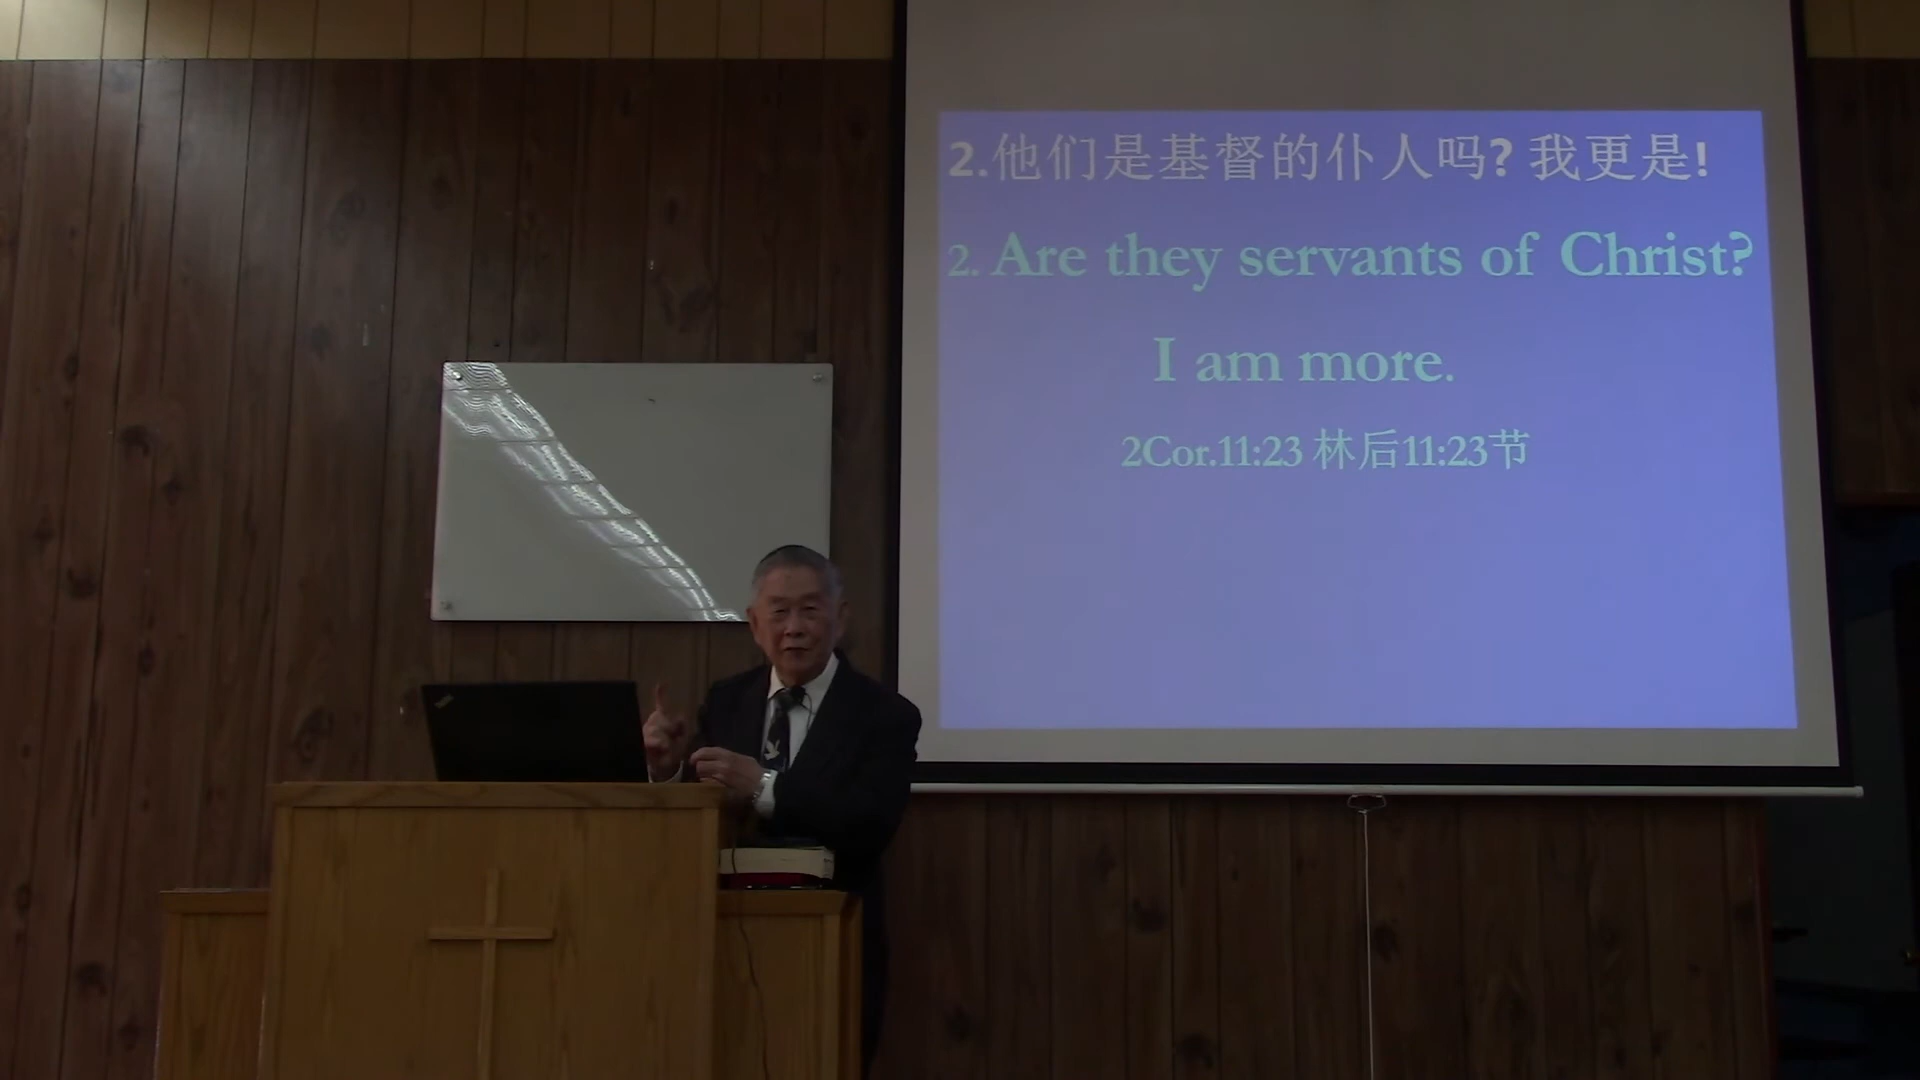 2.他们是基督的仆人吗? 我更是!
2. Are they servants of Christ?
I am more.
2Cor.11:23 林后11:23节